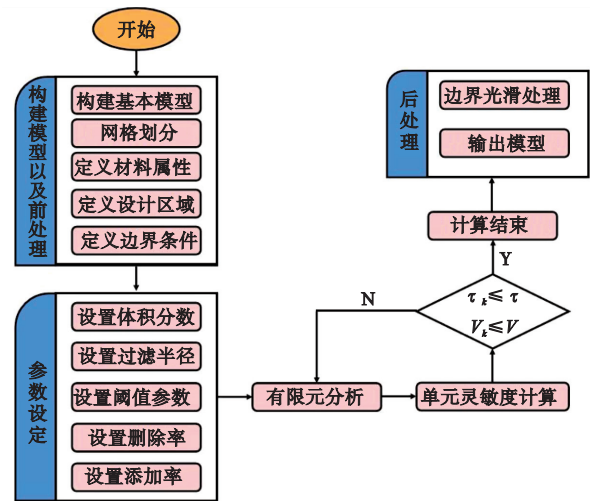 开始
构建模型以及前处理
构建基本模型
网格划分
定义材料属性
定义设计区域
定义边界条件
参数设定
设置体积分数
设置过滤半径
设置阈值参数
设置删除率
设置添加率
有限元分析
单元灵敏度计算
τₖ≤τ
Vₖ≤V
N
Y
计算结束
后处理
边界光滑处理
输出模型